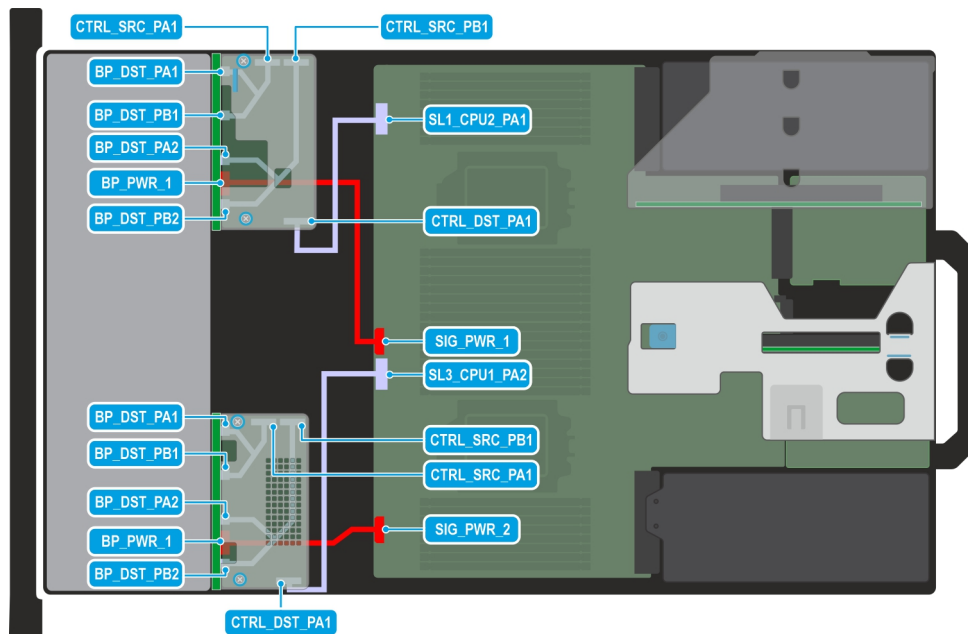 CTRL_SRC_PA1
CTRL_SRC_PB1
BP_DST_PA1
BP_DST_PB1
SL1_CPU2_PA1
BP_DST_PA2
BP_PWR_1
BP_DST_PB2
CTRL_DST_PA1
SIG_PWR_1
SL3_CPU1_PA2
BP_DST_PA1
CTRL_SRC_PB1
BP_DST_PB1
CTRL_SRC_PA1
BP_DST_PA2
SIG_PWR_2
BP_PWR_1
BP_DST_PB2
CTRL_DST_PA1